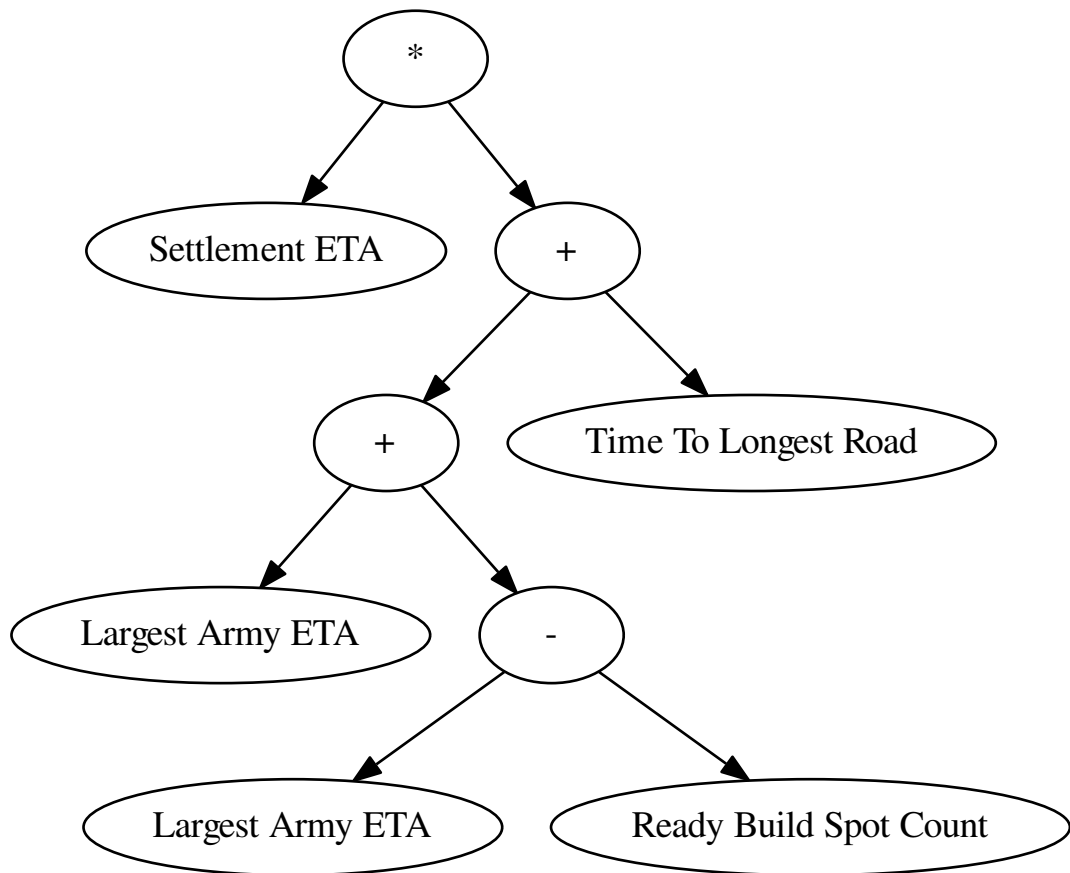 *
Settlement ETA
+
+
Time To Longest Road
Largest Army ETA
-
Largest Army ETA
Ready Build Spot Count